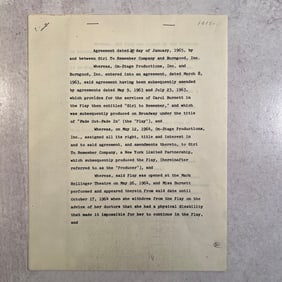 Agreement dated day of January, 1965, by
and between Girl To Remember Company and Burngood, Inc.
Whereas, On-Stage Productions, Inc. and
Burngood, Inc. entered into an agreement, dated March 8,
1963, said agreement having been subsequently amended
by agreements dated May 9, 1963 and July 23, 1963,
which provides for the services of Carol Burnett in
the Play then entitled "Girl to Remember," and which
was subsequently produced on Broadway under the title
of "Fade Out-Fade In" (the "Play"), and
Whereas, on May 12, 1964, On-Stage Productions,
Inc., assigned all its right, title and interest in
and to said agreement, and amendments thereto, to Girl
To Remember Company, a New York Limited Partnership,
which subsequently produced the Play, (hereinafter
referred to as the "Producer"), and
Whereas, said Play was opened at the Mark
Hellinger Theatre on May 26, 1964, and Miss Burnett
performed and appeared therein from said date until
October 17, 1964 when she withdrew from the Play on the
advice of her doctors that she had a physical disability
that made it impossible for her to continue in the Play,
and